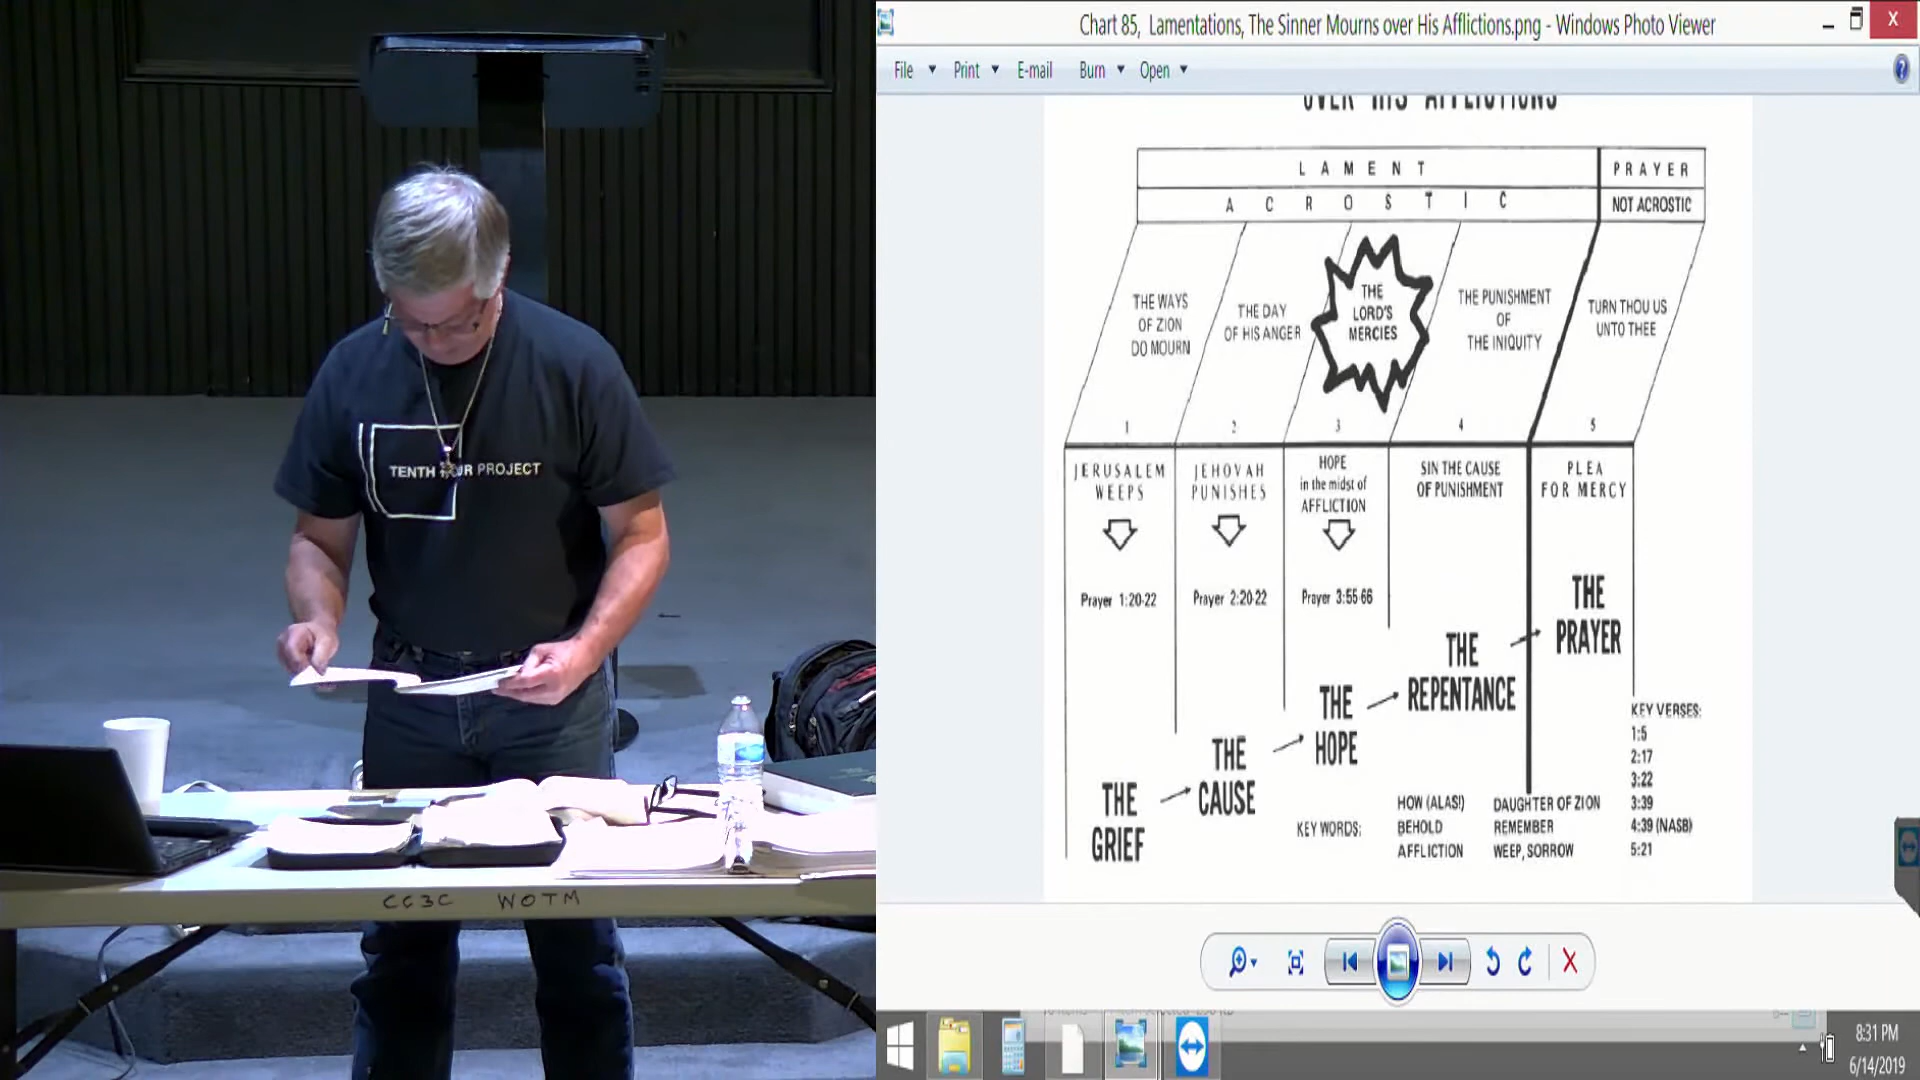 TENTH HOUR PROJECT
CC3C WOTM
Chart 85, Lamentations, The Sinner Mourns over His Afflictions.png - Windows Photo Viewer
File Print E-mail Burn Open
OVER HIS AFFLICTIONS
LAMENT PRAYER
ACROSTIC NOT ACROSTIC
THE WAYS
OF ZION
DO MOURN
THE DAY
OF HIS ANGER
THE
LORD'S
MERCIES
THE PUNISHMENT
OF
THE INIQUITY
TURN THOU US
UNTO THEE
1 2 3 4 5
JERUSALEM
WEEPS
JEHOVAH
PUNISHES
HOPE
in the midst of
AFFLICTION
SIN THE CAUSE
OF PUNISHMENT
PLEA
FOR MERCY
Prayer 1:20-22
Prayer 2:20-22
Prayer 3:55-66
THE
GRIEF
THE
CAUSE
THE
HOPE
THE
REPENTANCE
THE
PRAYER
KEY WORDS:
HOW (ALAS!)
BEHOLD
AFFLICTION
DAUGHTER OF ZION
REMEMBER
WEEP, SORROW
KEY VERSES:
1:5
2:17
3:22
3:39
4:39 (NASB)
5:21
8:31 PM
6/14/2019